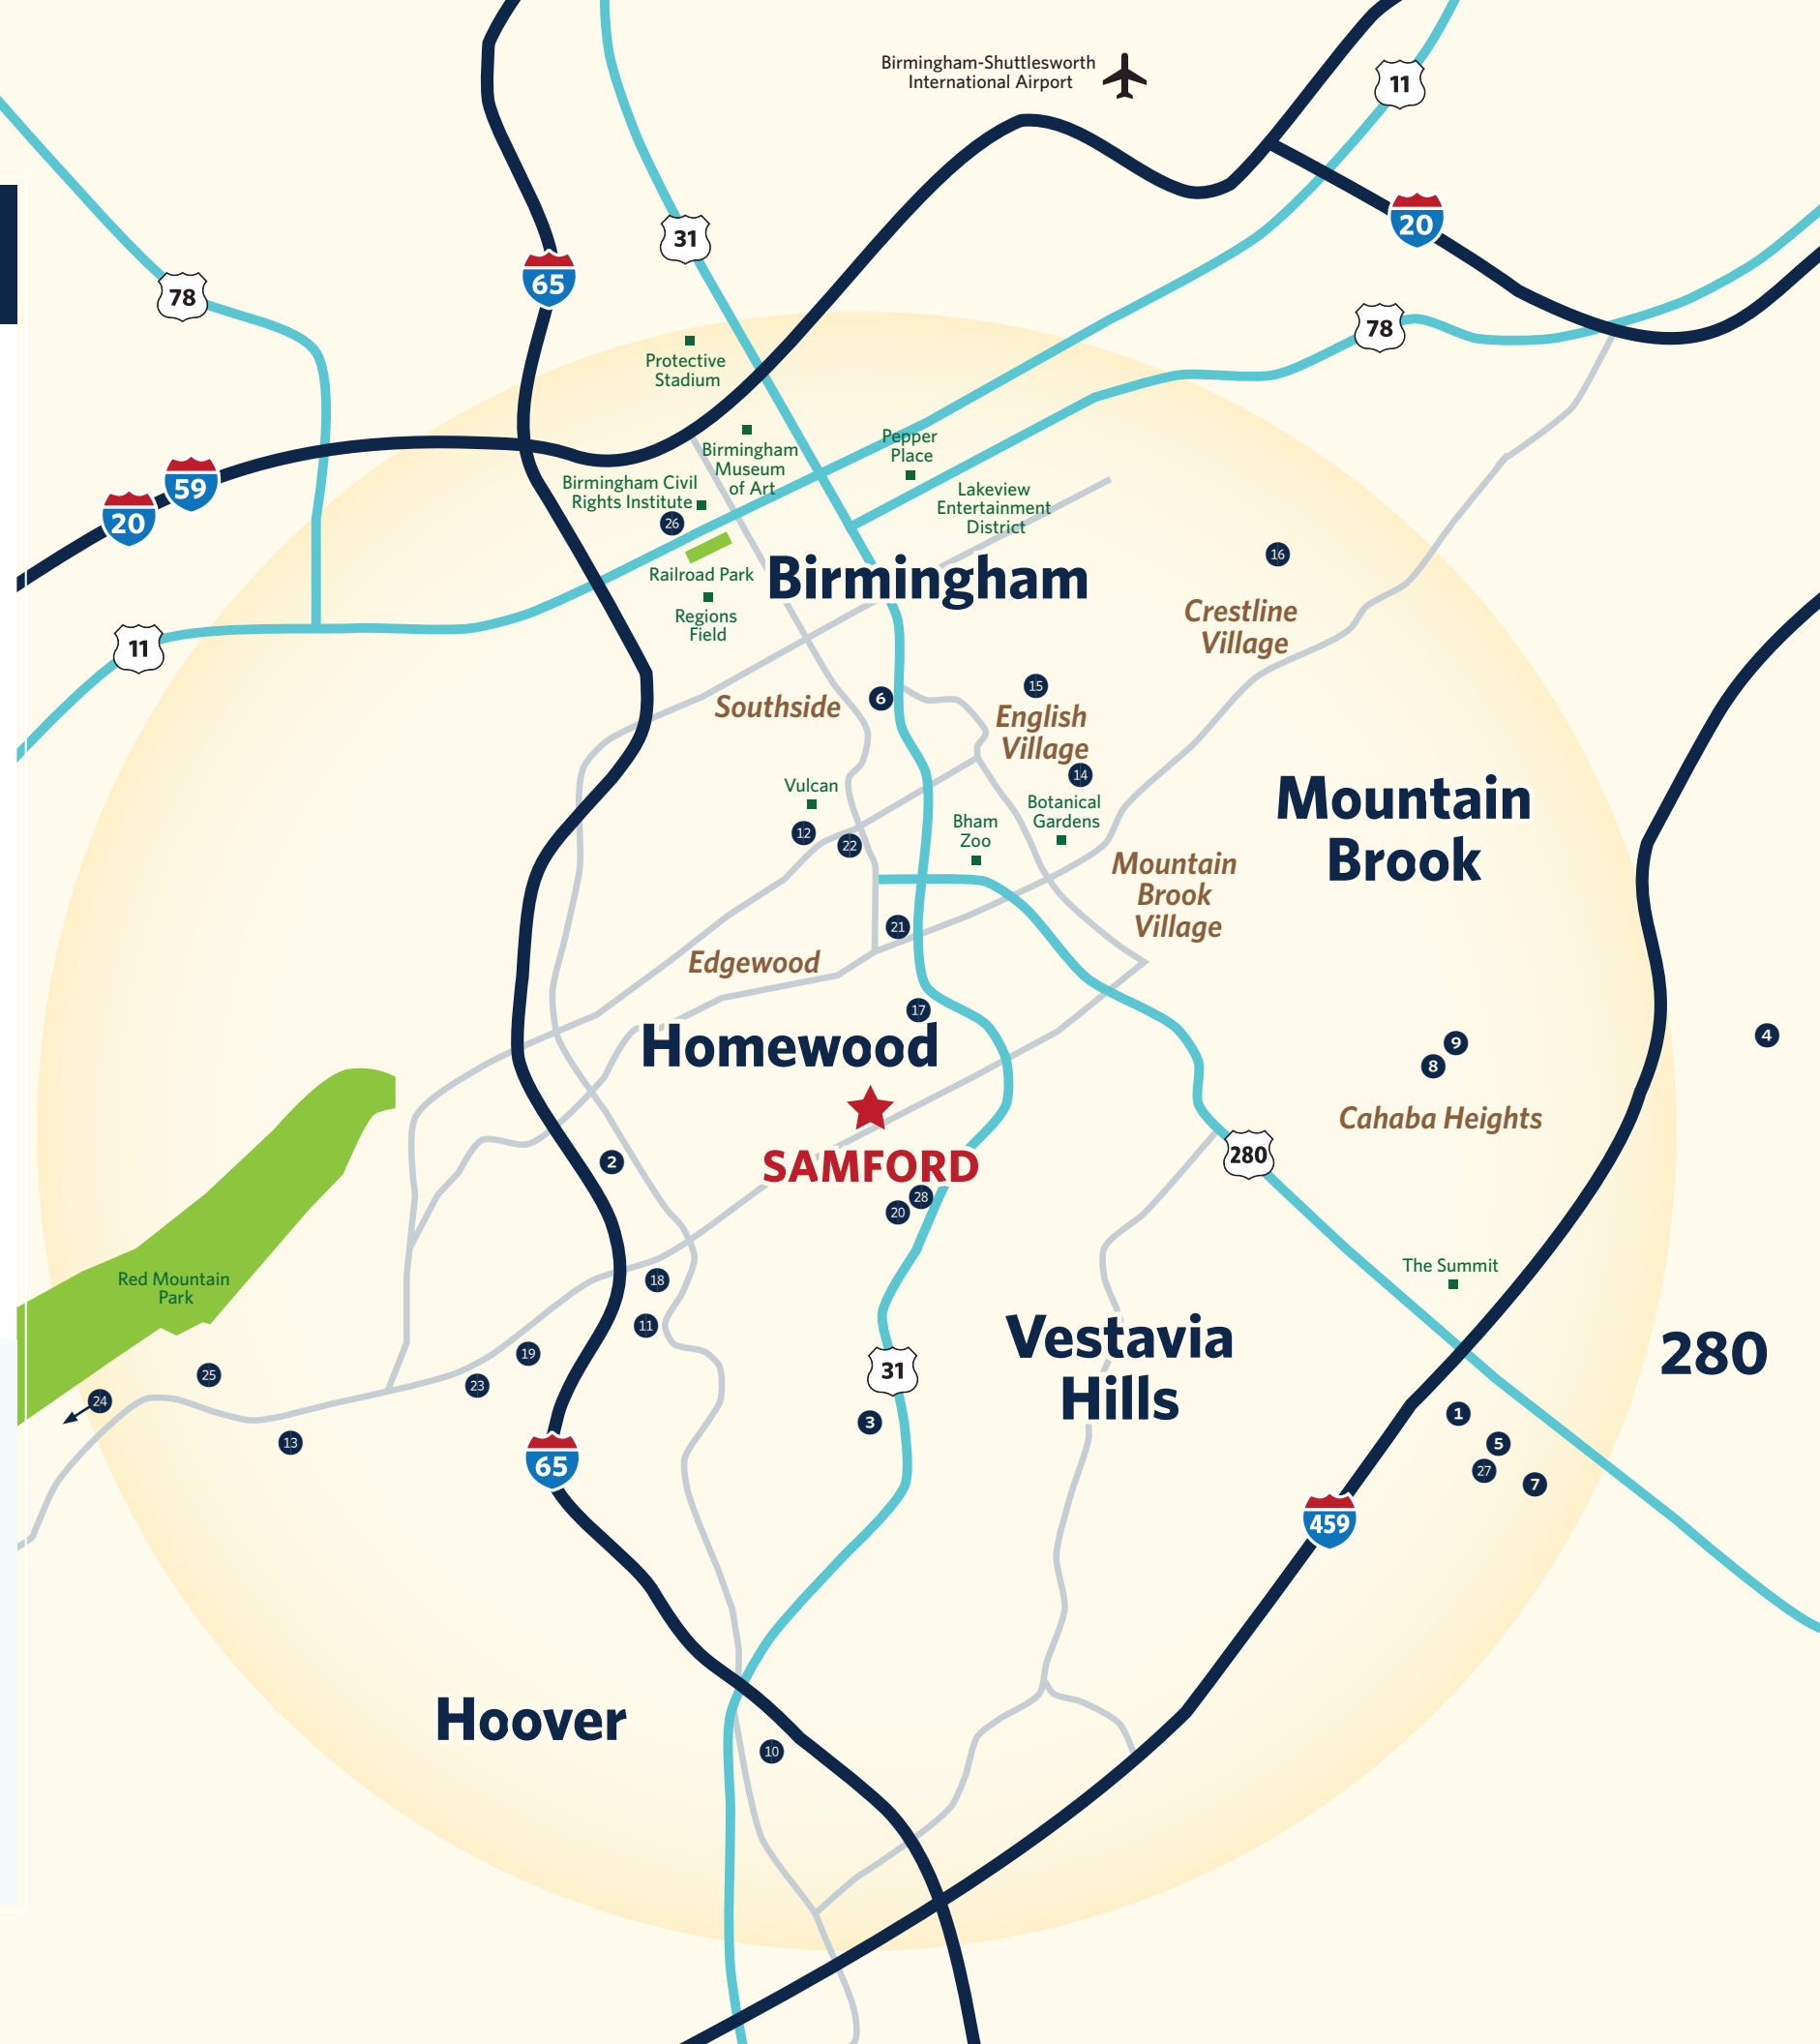 Birmingham-Shuttlesworth
International Airport
11
31
20
65
78
78
Protective
Stadium
Birmingham
Museum
of Art
Pepper
Place
Birmingham Civil
Rights Institute
59
20
Lakeview
Entertainment
District
26
16
Railroad Park
Birmingham
Regions
Field
Crestline
Village
11
15
6
Southside
English
Village
14
Vulcan
Botanical
Gardens
Mountain
Brook
12
22
Bham
Zoo
Mountain
Brook
Village
21
Edgewood
17
4
9
8
Homewood
Cahaba Heights
2
280
SAMFORD
28
20
Red Mountain
Park
18
The Summit
11
Vestavia
Hills
280
19
31
25
23
24
1
3
13
5
65
27
7
459
Hoover
10